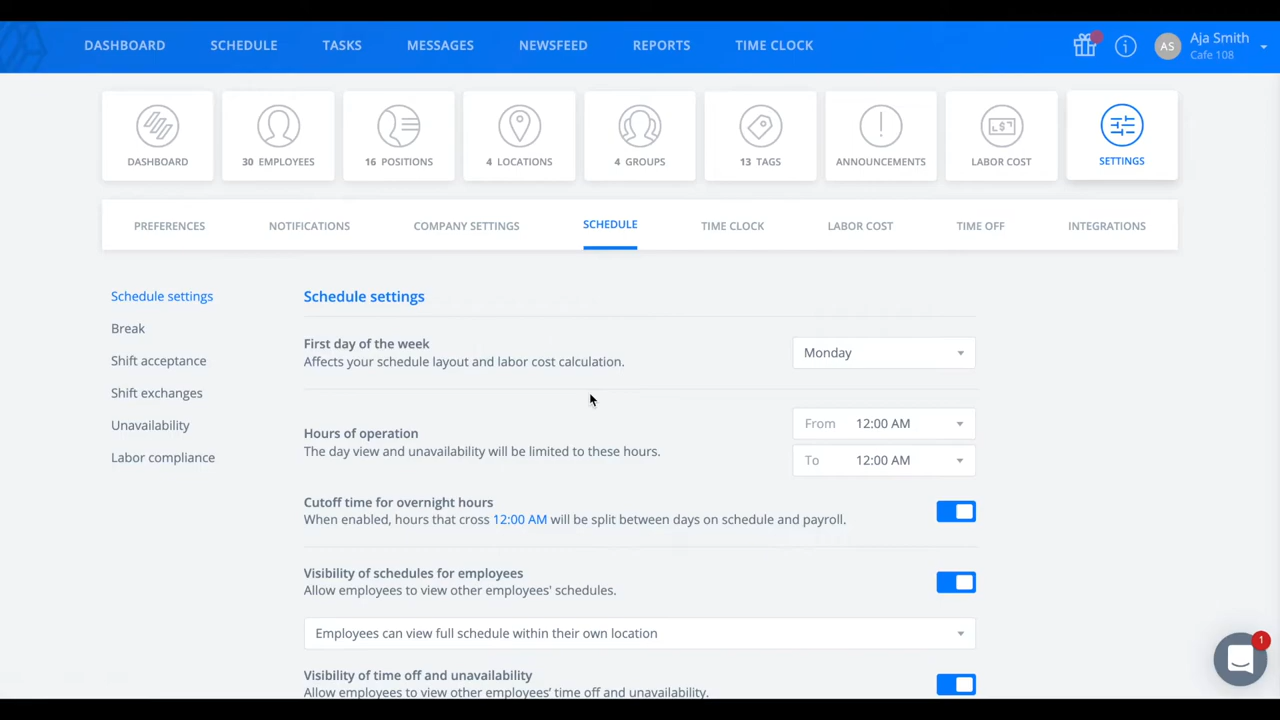 DASHBOARD SCHEDULE TASKS MESSAGES NEWSFEED REPORTS TIME CLOCK
AS Aja Smith
Cafe 108
DASHBOARD 30 EMPLOYEES 16 POSITIONS 4 LOCATIONS 4 GROUPS 13 TAGS ANNOUNCEMENTS LABOR COST SETTINGS
PREFERENCES NOTIFICATIONS COMPANY SETTINGS SCHEDULE TIME CLOCK LABOR COST TIME OFF INTEGRATIONS
Schedule settings
Break
Shift acceptance
Shift exchanges
Unavailability
Labor compliance
Schedule settings
First day of the week
Affects your schedule layout and labor cost calculation.
Monday
Hours of operation
The day view and unavailability will be limited to these hours.
From 12:00 AM
To 12:00 AM
Cutoff time for overnight hours
When enabled, hours that cross 12:00 AM will be split between days on schedule and payroll.
Visibility of schedules for employees
Allow employees to view other employees' schedules.
Employees can view full schedule within their own location
Visibility of time off and unavailability
Allow employees to view other employees' time off and unavailability.
1